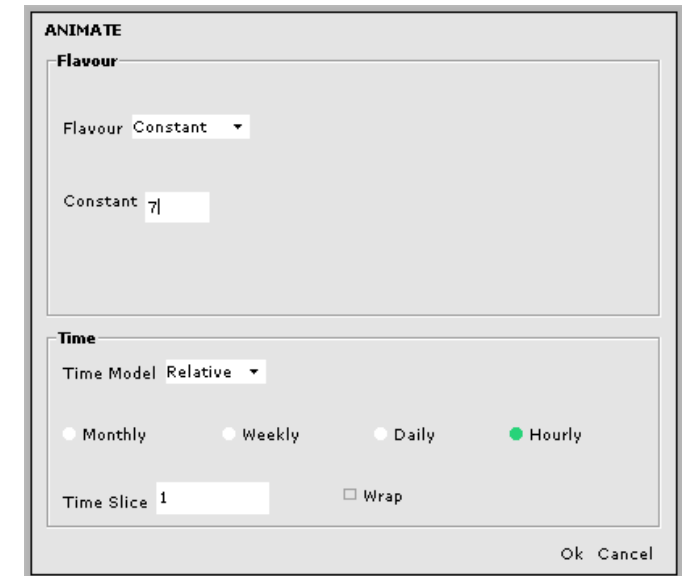 ANIMATE
Flavour
Flavour Constant
Constant 7
Time
Time Model Relative
Monthly Weekly Daily Hourly
Time Slice 1 Wrap
Ok Cancel